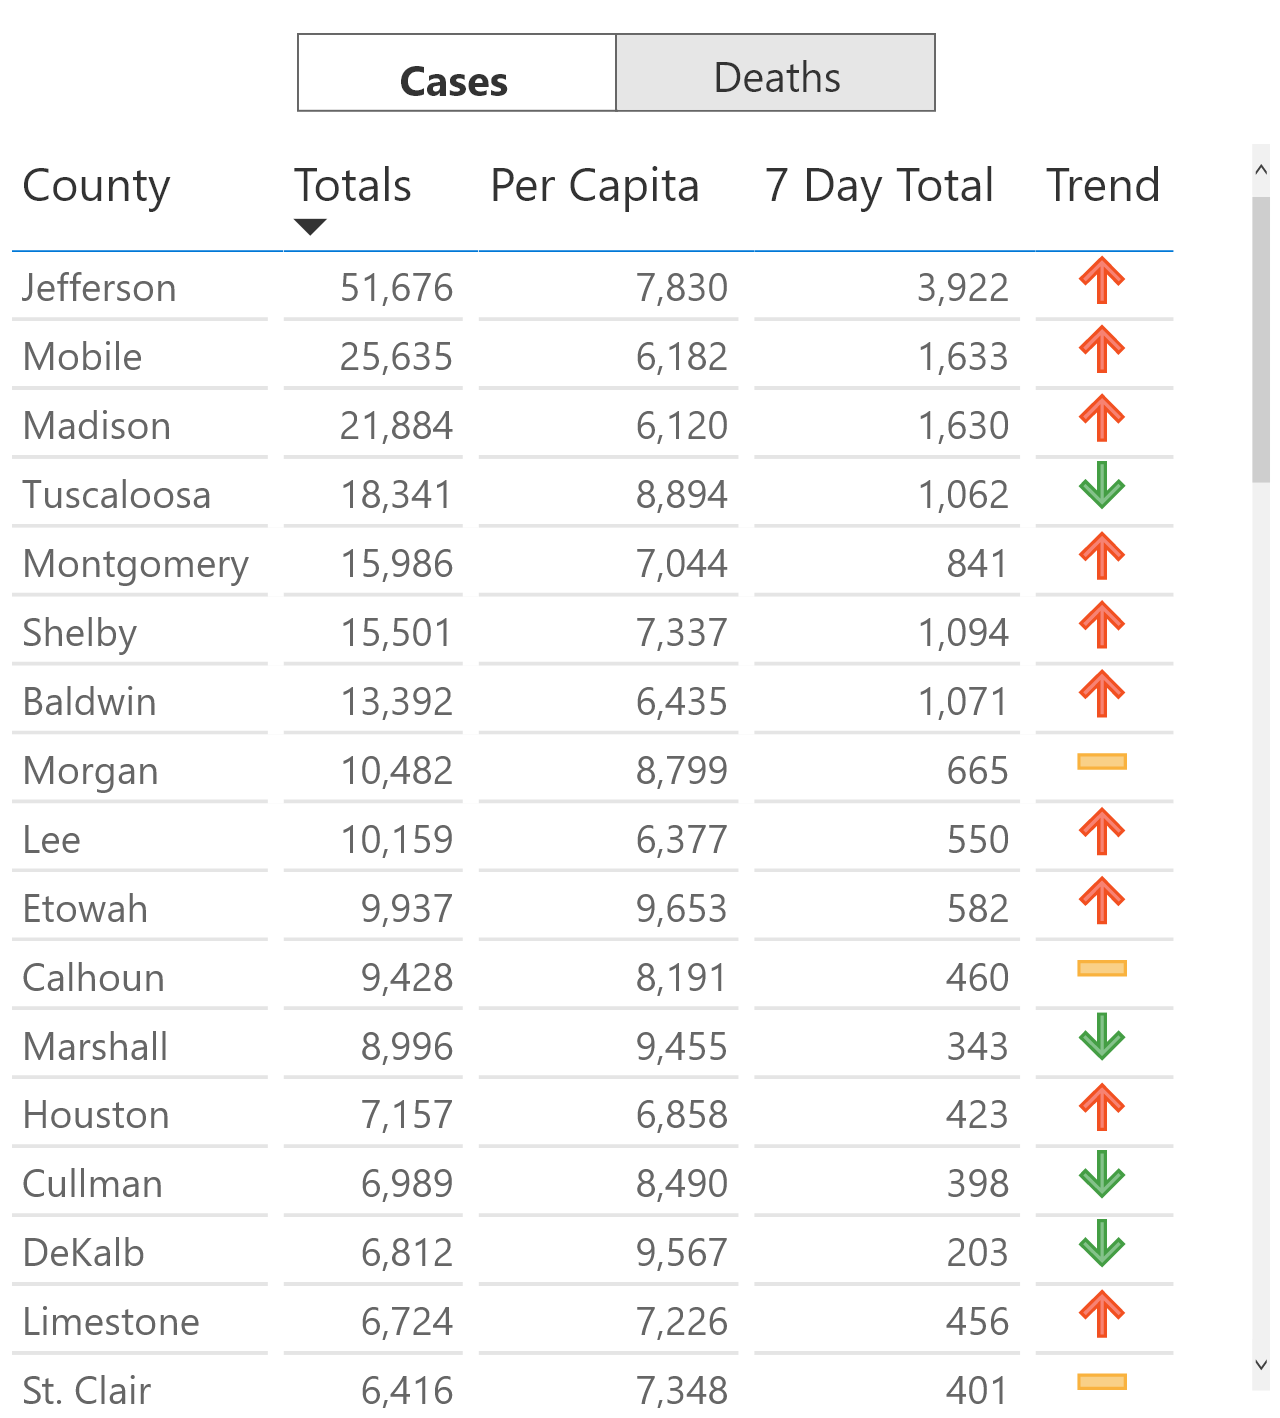 Cases Deaths
County Totals Per Capita 7 Day Total Trend
Jefferson 51,676 7,830 3,922
Mobile 25,635 6,182 1,633
Madison 21,884 6,120 1,630
Tuscaloosa 18,341 8,894 1,062
Montgomery 15,986 7,044 841
Shelby 15,501 7,337 1,094
Baldwin 13,392 6,435 1,071
Morgan 10,482 8,799 665
Lee 10,159 6,377 550
Etowah 9,937 9,653 582
Calhoun 9,428 8,191 460
Marshall 8,996 9,455 343
Houston 7,157 6,858 423
Cullman 6,989 8,490 398
DeKalb 6,812 9,567 203
Limestone 6,724 7,226 456
St. Clair 6,416 7,348 401